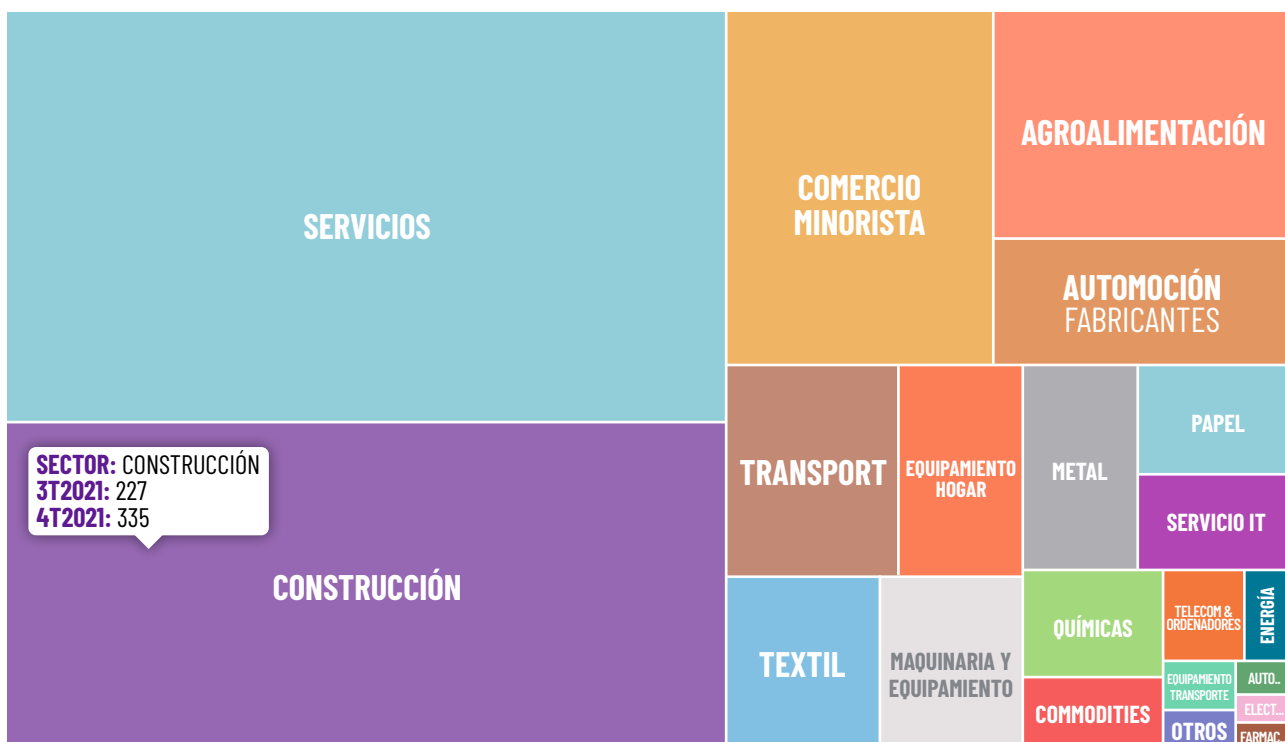 SERVICIOS
COMERCIO
MINORISTA
AGROALIMENTACIÓN
AUTOMOCIÓN
FABRICANTES
SECTOR: CONSTRUCCIÓN
3T2021: 227
4T2021: 335
CONSTRUCCIÓN
TRANSPORT
EQUIPAMIENTO
HOGAR
METAL
PAPEL
SERVICIO IT
TEXTIL
MAQUINARIA Y
EQUIPAMIENTO
QUÍMICAS
COMMODITIES
TELECOM &
ORDENADORES
ENERGÍA
EQUIPAMIENTO
TRANSPORTE
AUTO..
ELECT...
OTROS
FARMAC..